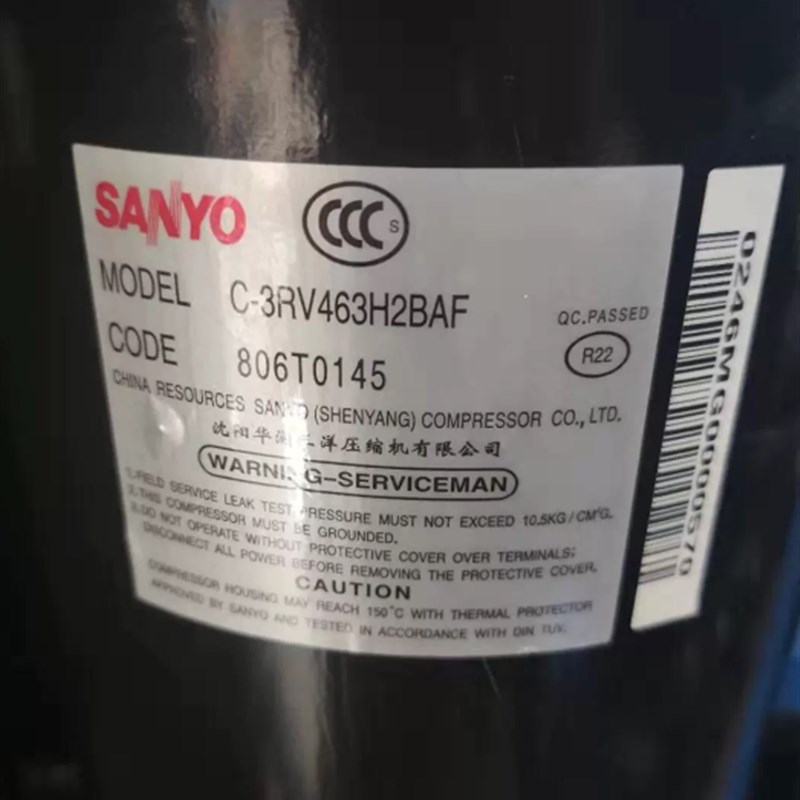 SANYO
CCC S
MODEL C-3RV463H2BAF
QC.PASSED
CODE 806T0145
R22
CHINA RESOURCES SANYO (SHENYANG) COMPRESSOR CO., LTD.
沈阳华润三洋压缩机有限公司
WARNING-SERVICEMAN
1.FIELD SERVICE LEAK TEST PRESSURE MUST NOT EXCEED 10.5KG/CM²G.
2.THIS COMPRESSOR MUST BE GROUNDED.
3.DO NOT OPERATE WITHOUT PROTECTIVE COVER OVER TERMINALS;
DISCONNECT ALL POWER BEFORE REMOVING THE PROTECTIVE COVER.
CAUTION
COMPRESSOR HOUSING MAY REACH 150°C WITH THERMAL PROTECTOR
APPROVED BY SANYO AND TESTED IN ACCORDANCE WITH DIN TUV.
0246MG0000570